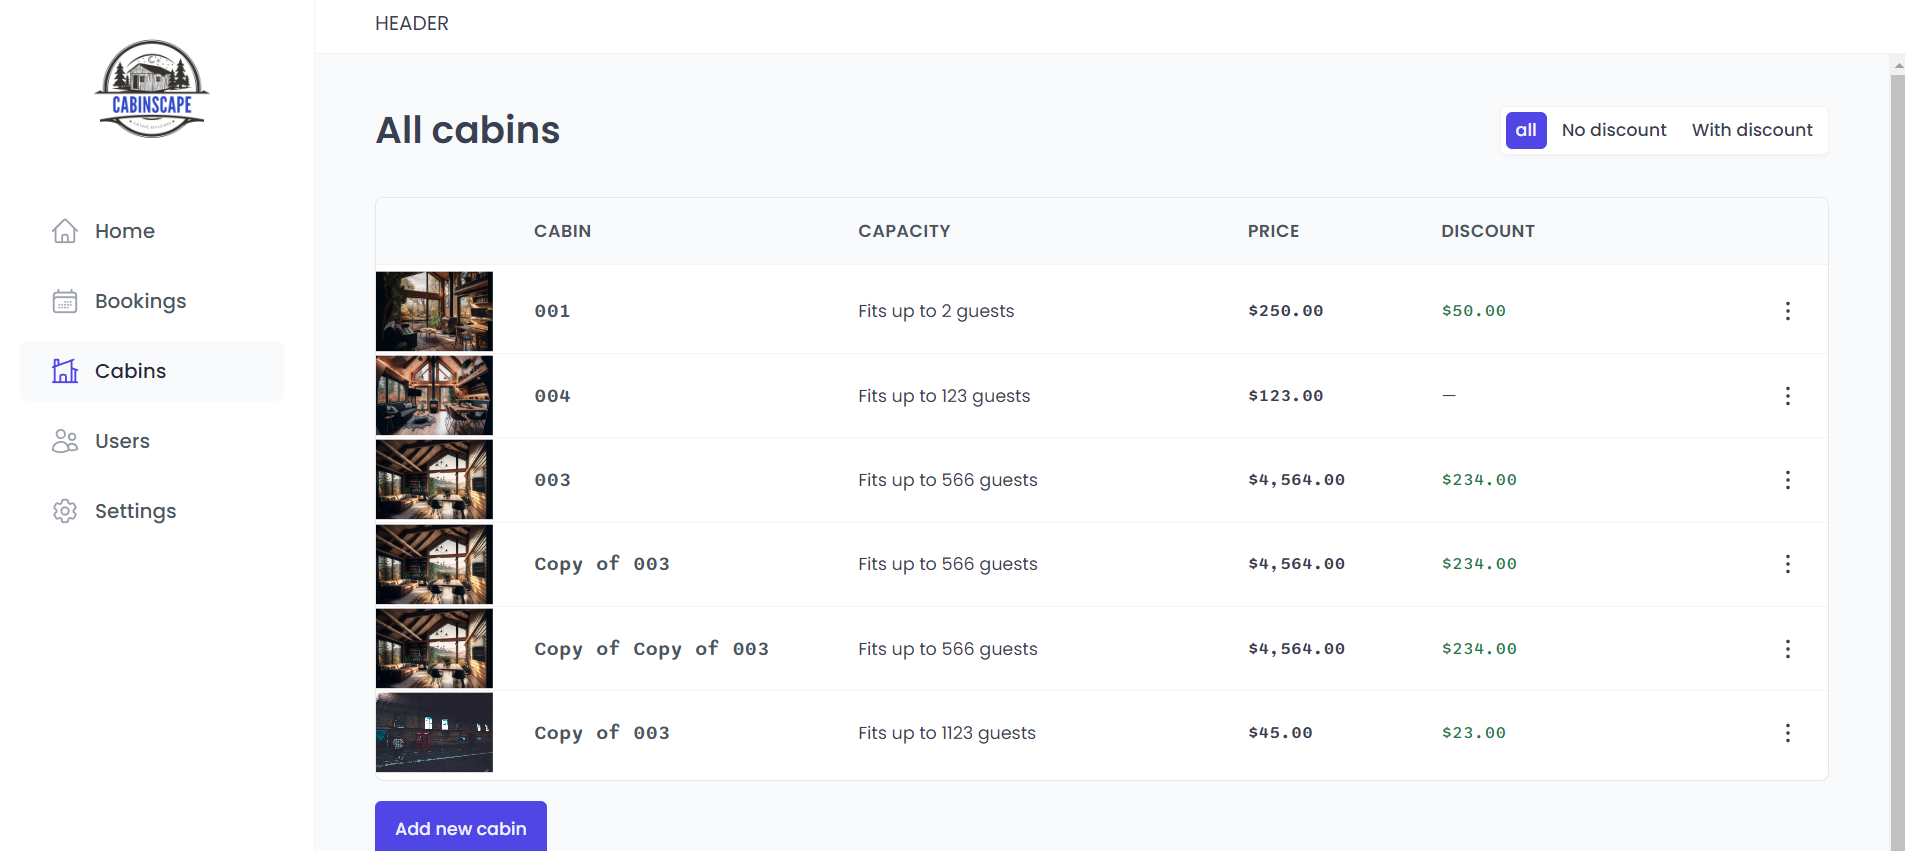 HEADER
CABINSCAPE
Home
Bookings
Cabins
Users
Settings
All cabins
all No discount With discount
CABIN CAPACITY PRICE DISCOUNT
001 Fits up to 2 guests $250.00 $50.00
004 Fits up to 123 guests $123.00 —
003 Fits up to 566 guests $4,564.00 $234.00
Copy of 003 Fits up to 566 guests $4,564.00 $234.00
Copy of Copy of 003 Fits up to 566 guests $4,564.00 $234.00
Copy of 003 Fits up to 1123 guests $45.00 $23.00
Add new cabin